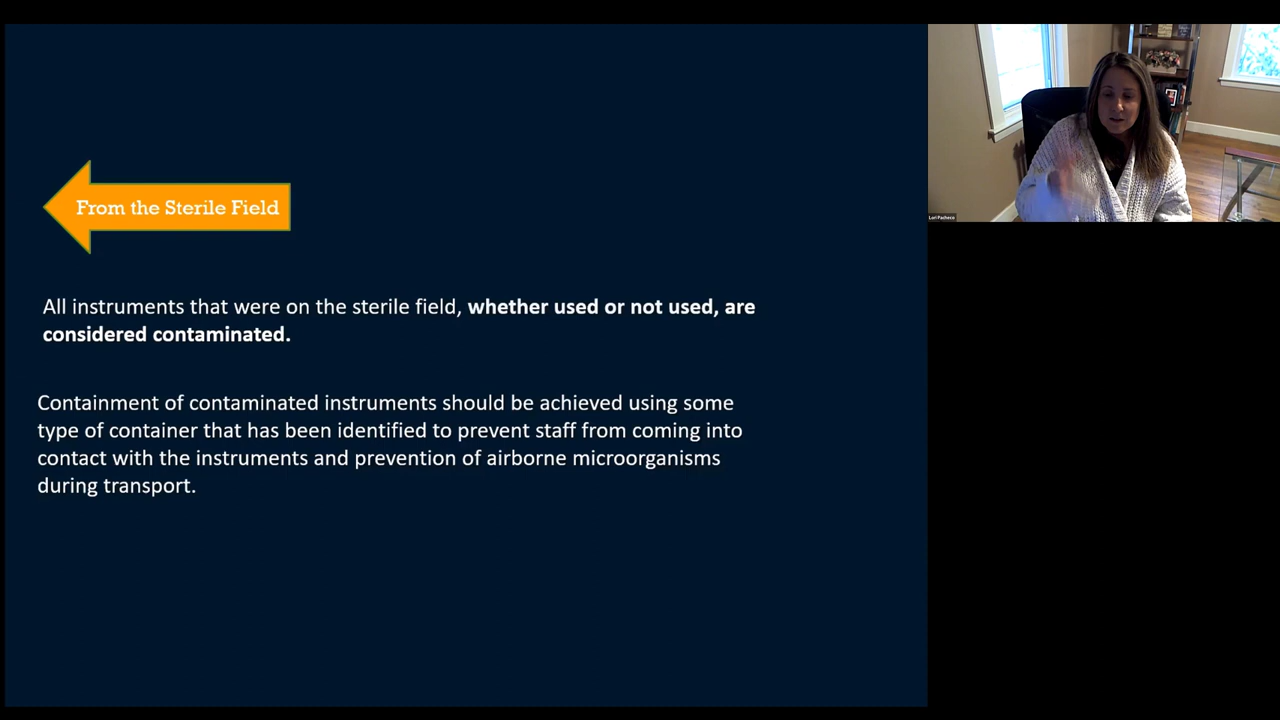 From the Sterile Field
All instruments that were on the sterile field, whether used or not used, are
considered contaminated.
Containment of contaminated instruments should be achieved using some
type of container that has been identified to prevent staff from coming into
contact with the instruments and prevention of airborne microorganisms
during transport.
Lori Pacheco